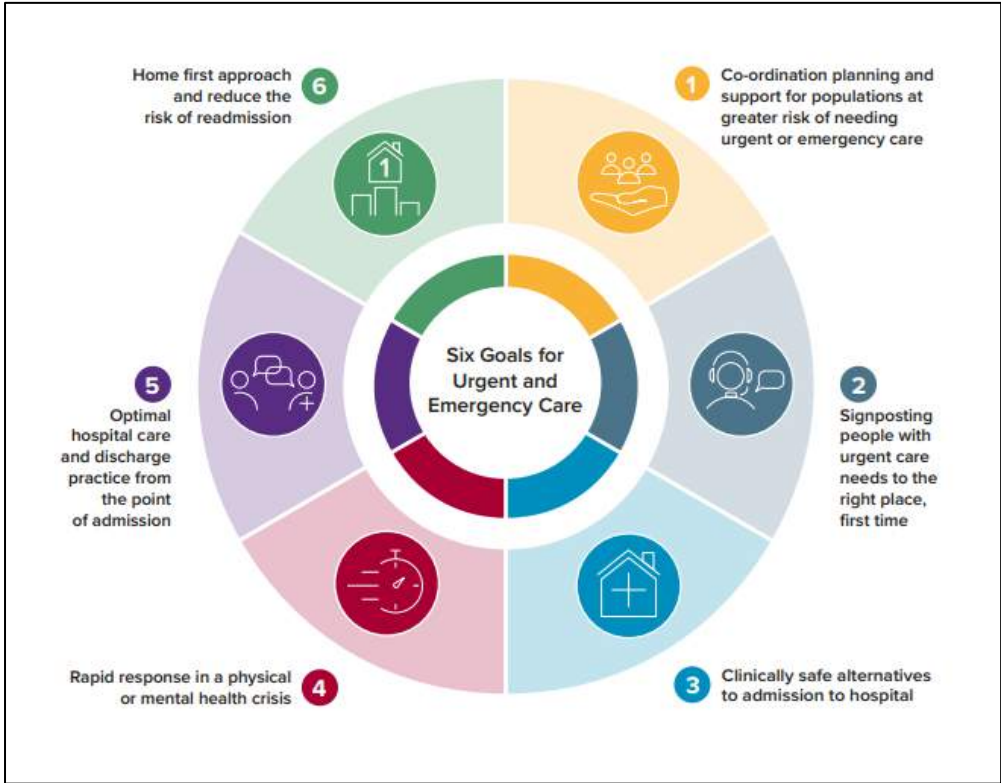 Six Goals for
Urgent and
Emergency Care
1
Co-ordination planning and
support for populations at
greater risk of needing
urgent or emergency care
2
Signposting
people with
urgent care
needs to the
right place,
first time
3
Clinically safe alternatives
to admission to hospital
4
Rapid response in a physical
or mental health crisis
5
Optimal
hospital care
and discharge
practice from
the point
of admission
6
Home first approach
and reduce the
risk of readmission
1